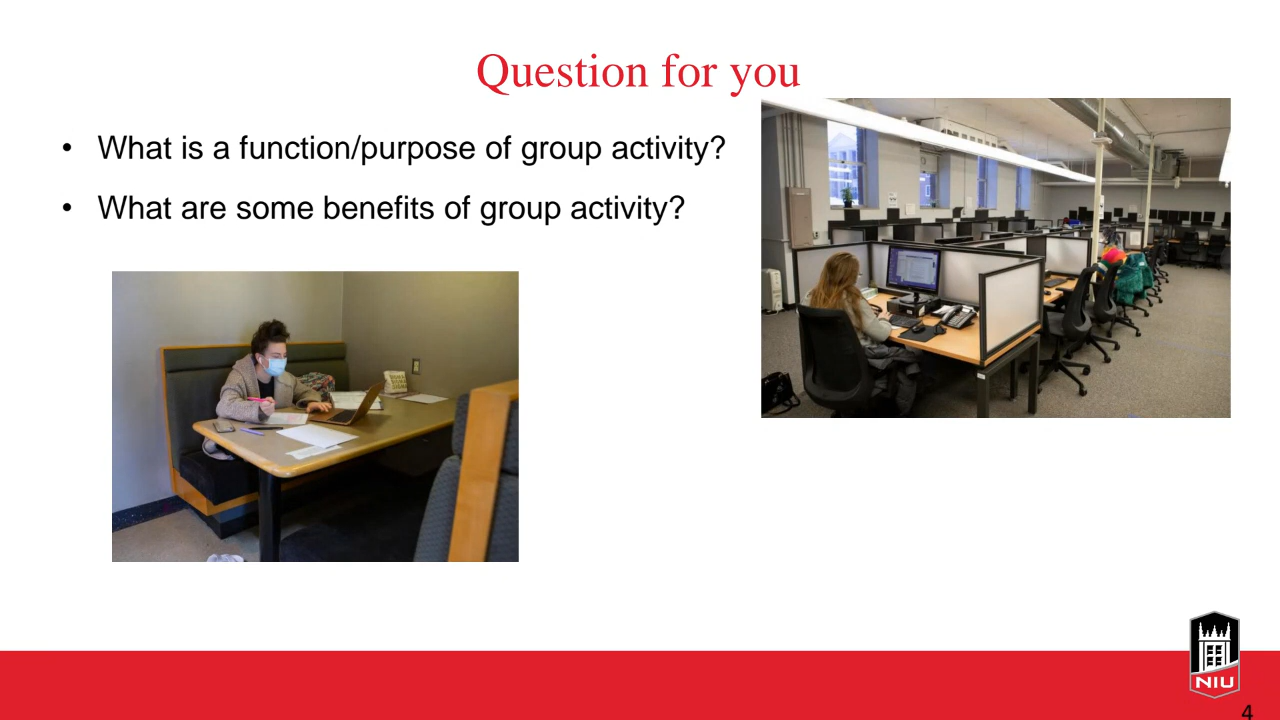 Question for you
• What is a function/purpose of group activity?
• What are some benefits of group activity?
NIU
4